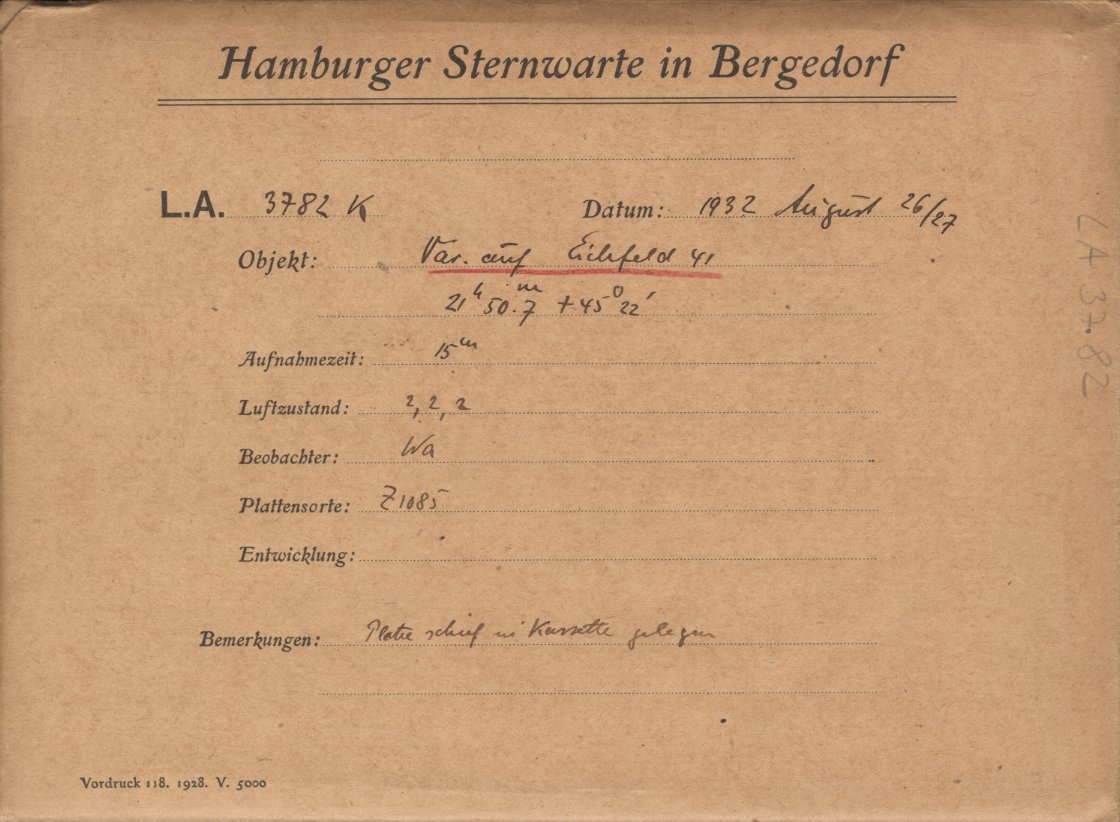 Hamburger Sternwarte in Bergedorf
L.A. 3782 K Datum: 1932 August 26/27
Objekt: Var. auf Eichfeld 41
21h 50.m7 +45° 22'
Aufnahmezeit: 15m
Luftzustand: 2, 2, 2
Beobachter: Wa
Plattensorte: Z1085
Entwicklung:
Bemerkungen: Platte schief in Kassette gelegen
Vordruck 118. 1928. V. 5000
LA 3782